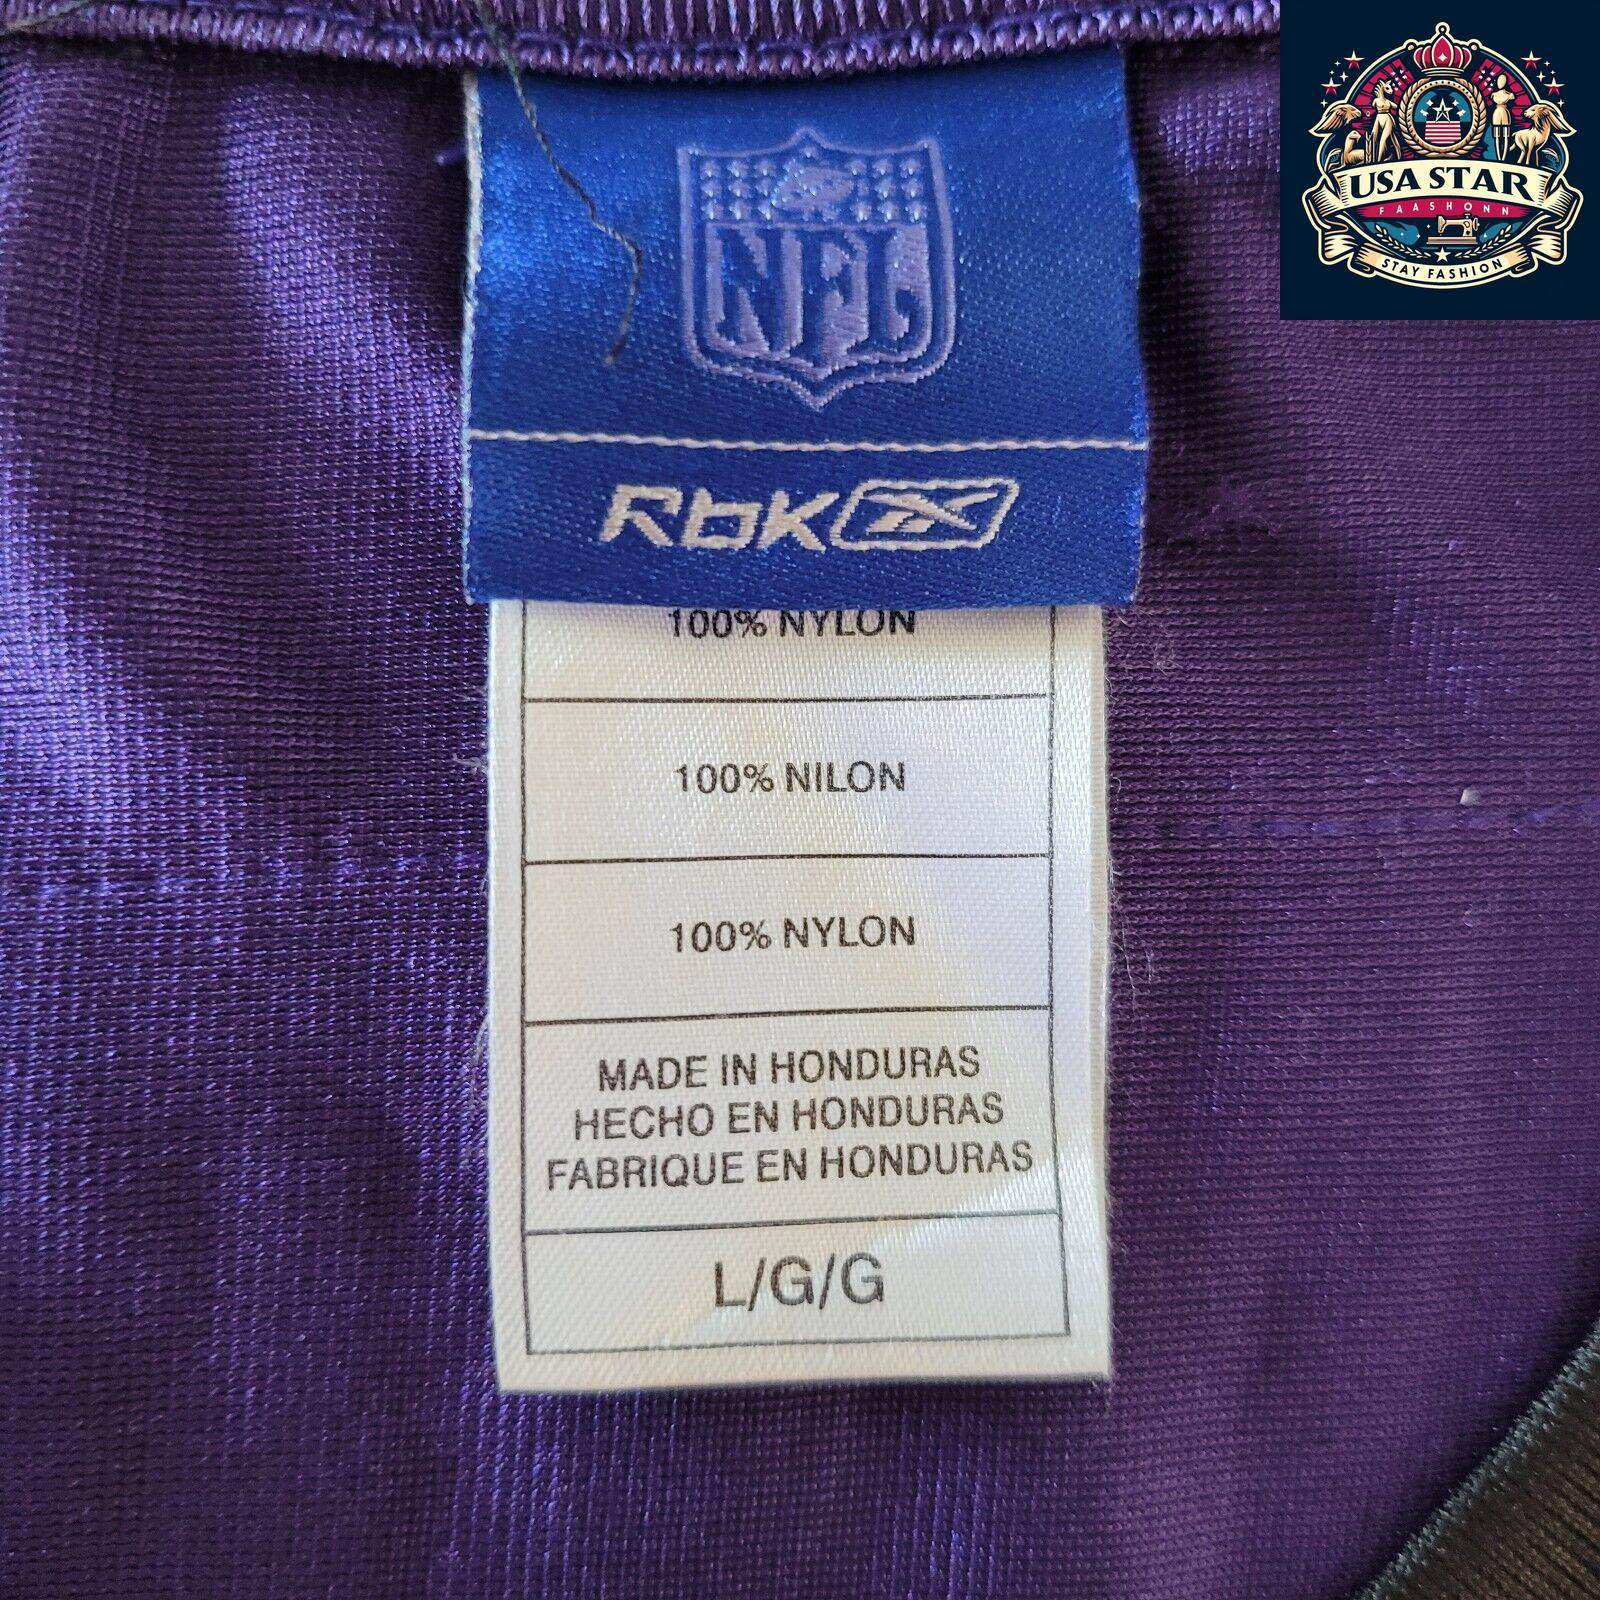 USA STAR
FAASHONN
STAY FASHION
NFL
RbK
100% NYLON
100% NILON
100% NYLON
MADE IN HONDURAS
HECHO EN HONDURAS
FABRIQUE EN HONDURAS
L/G/G